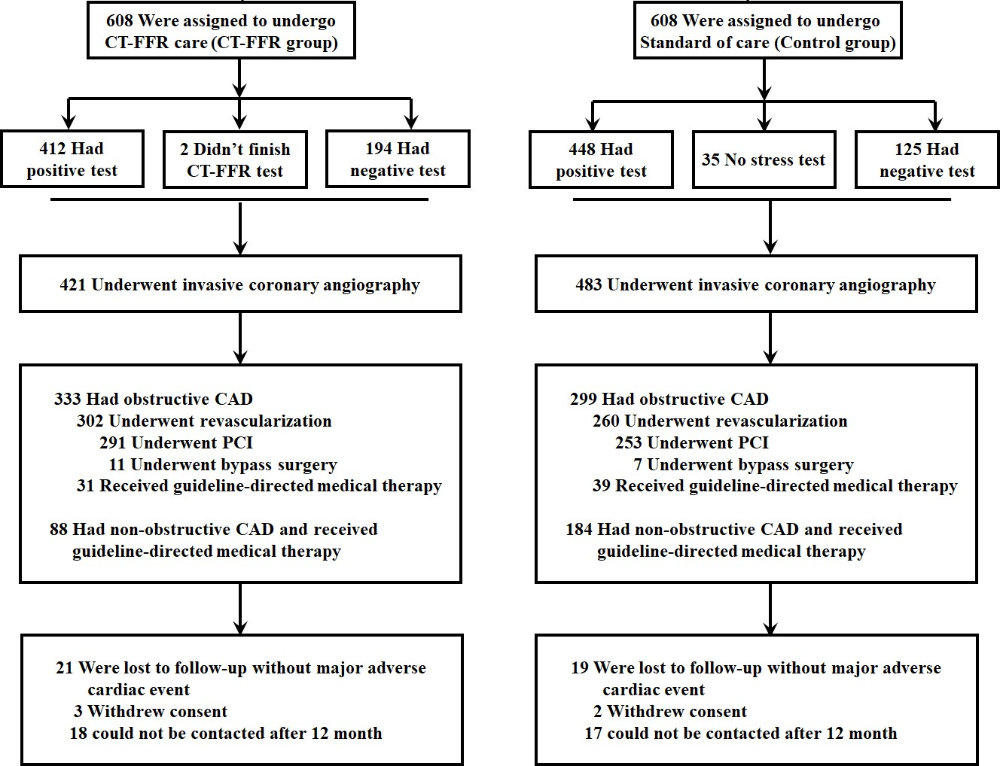 608 Were assigned to undergo
CT-FFR care (CT-FFR group)
412 Had
positive test
2 Didn’t finish
CT-FFR test
194 Had
negative test
421 Underwent invasive coronary angiography
333 Had obstructive CAD
302 Underwent revascularization
291 Underwent PCI
11 Underwent bypass surgery
31 Received guideline-directed medical therapy
88 Had non-obstructive CAD and received
guideline-directed medical therapy
21 Were lost to follow-up without major adverse
cardiac event
3 Withdrew consent
18 could not be contacted after 12 month
608 Were assigned to undergo
Standard of care (Control group)
448 Had
positive test
35 No stress test
125 Had
negative test
483 Underwent invasive coronary angiography
299 Had obstructive CAD
260 Underwent revascularization
253 Underwent PCI
7 Underwent bypass surgery
39 Received guideline-directed medical therapy
184 Had non-obstructive CAD and received
guideline-directed medical therapy
19 Were lost to follow-up without major adverse
cardiac event
2 Withdrew consent
17 could not be contacted after 12 month